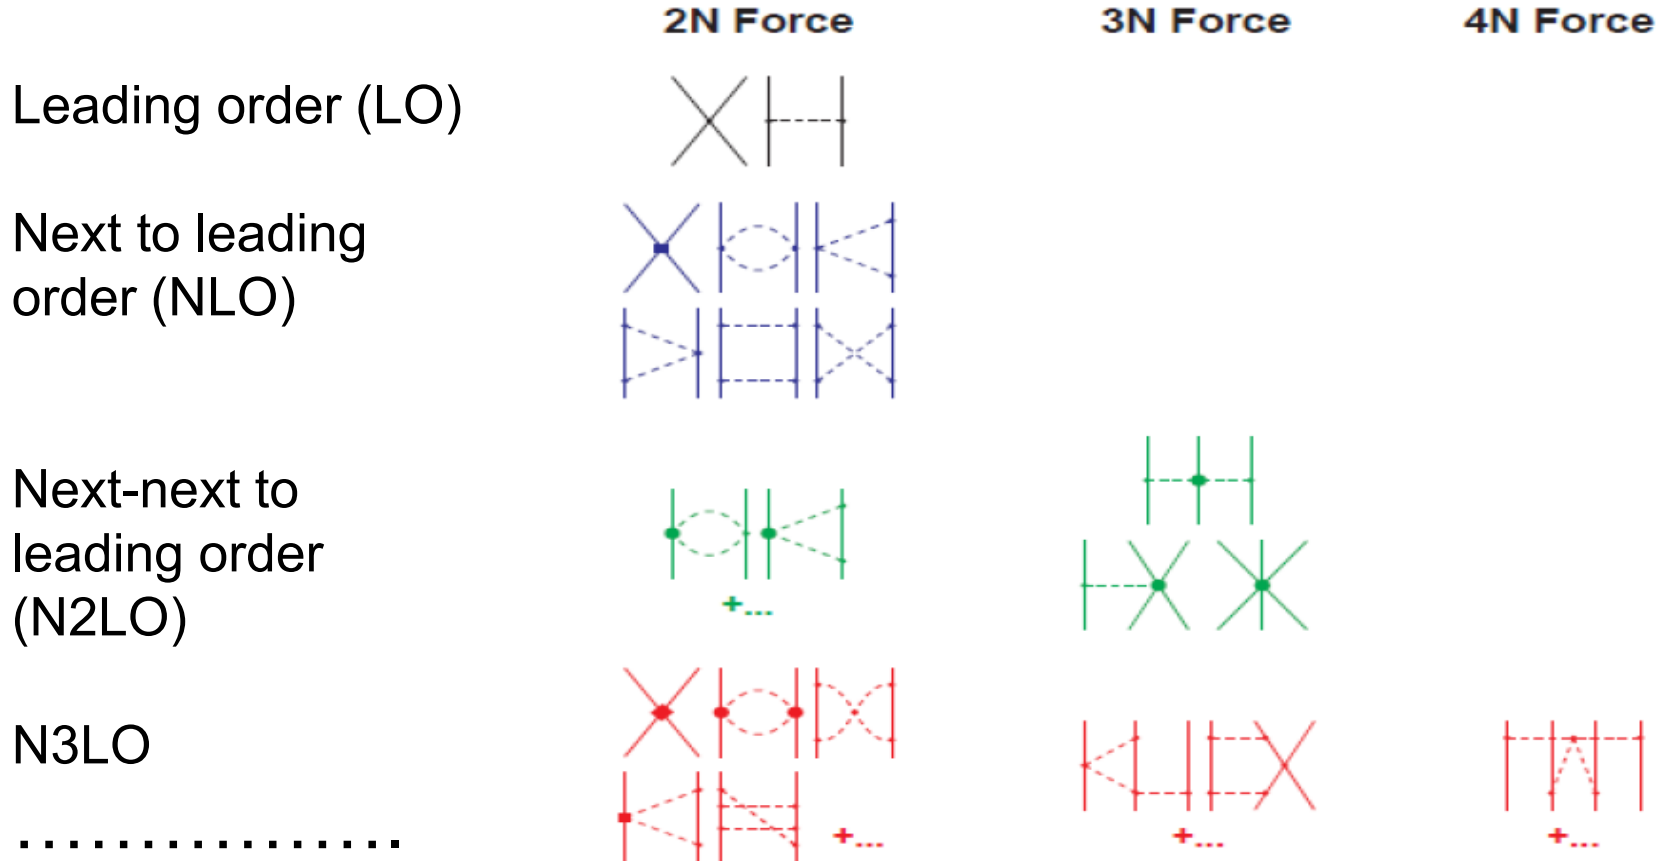 2N Force 3N Force 4N Force
Leading order (LO)
Next to leading
order (NLO)
Next-next to
leading order
(N2LO)
+...
N3LO
+... +... +...
................